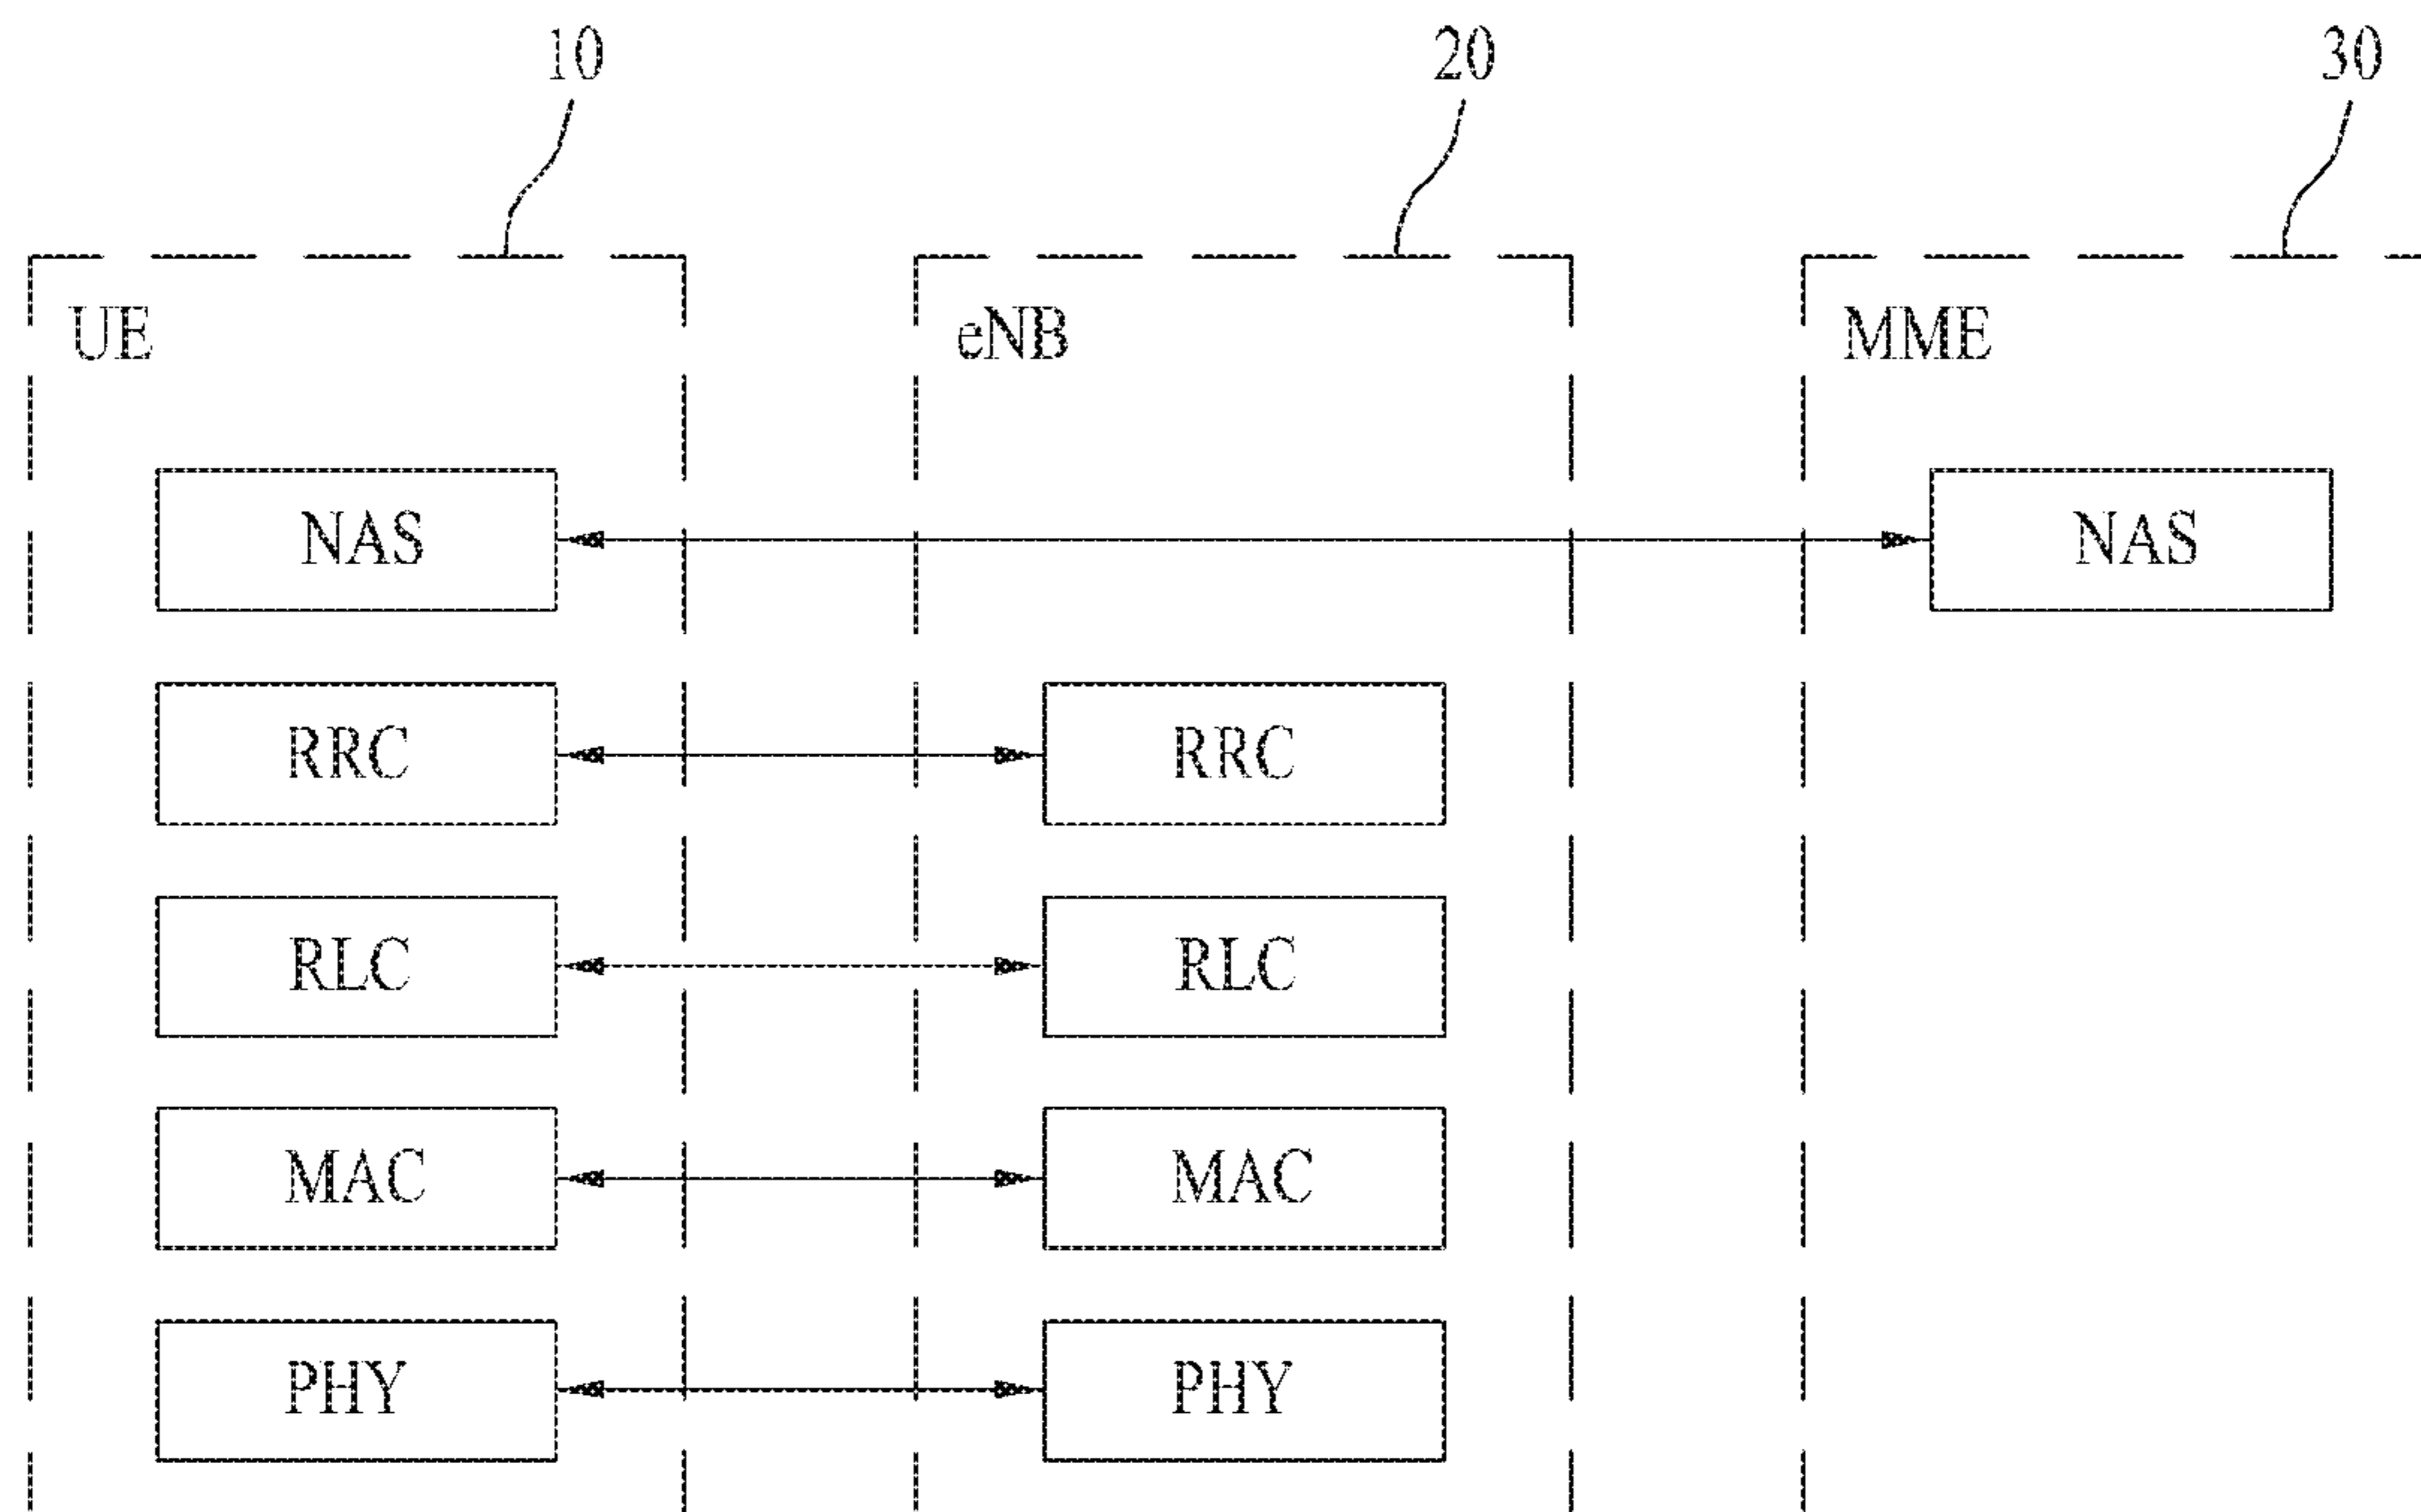 10 20 30
UE eNB MME
NAS NAS
RRC RRC
RLC RLC
MAC MAC
PHY PHY